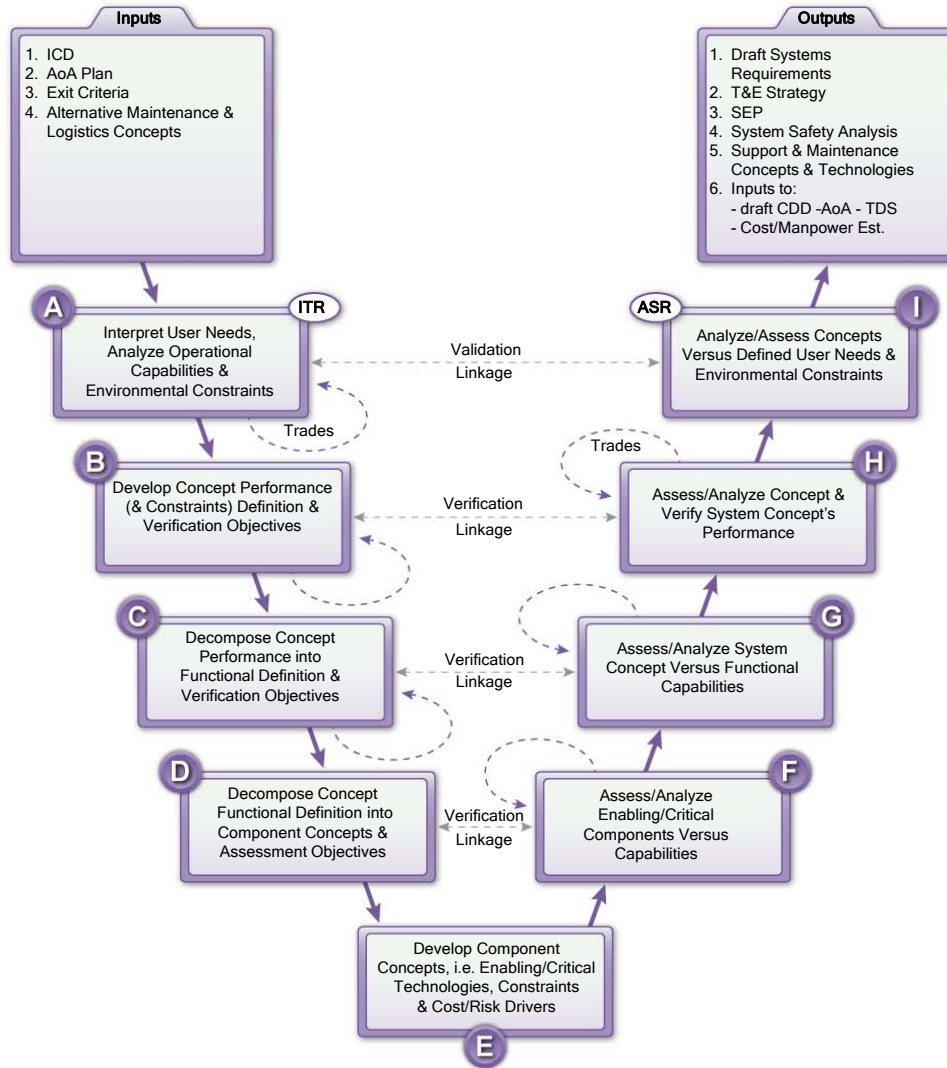 Inputs
1. ICD
2. AoA Plan
3. Exit Criteria
4. Alternative Maintenance &
Logistics Concepts
Outputs
1. Draft Systems
Requirements
2. T&E Strategy
3. SEP
4. System Safety Analysis
5. Support & Maintenance
Concepts & Technologies
6. Inputs to:
- draft CDD -AoA - TDS
- Cost/Manpower Est.
A
ITR
Interpret User Needs,
Analyze Operational
Capabilities &
Environmental Constraints
Validation
Linkage
ASR
I
Analyze/Assess Concepts
Versus Defined User Needs &
Environmental Constraints
Trades
Trades
B
Develop Concept Performance
(& Constraints) Definition &
Verification Objectives
Verification
Linkage
H
Assess/Analyze Concept &
Verify System Concept's
Performance
C
Decompose Concept
Performance into
Functional Definition &
Verification Objectives
Verification
Linkage
G
Assess/Analyze System
Concept Versus Functional
Capabilities
D
Decompose Concept
Functional Definition into
Component Concepts &
Assessment Objectives
Verification
Linkage
F
Assess/Analyze
Enabling/Critical
Components Versus
Capabilities
Develop Component
Concepts, i.e. Enabling/Critical
Technologies, Constraints
& Cost/Risk Drivers
E